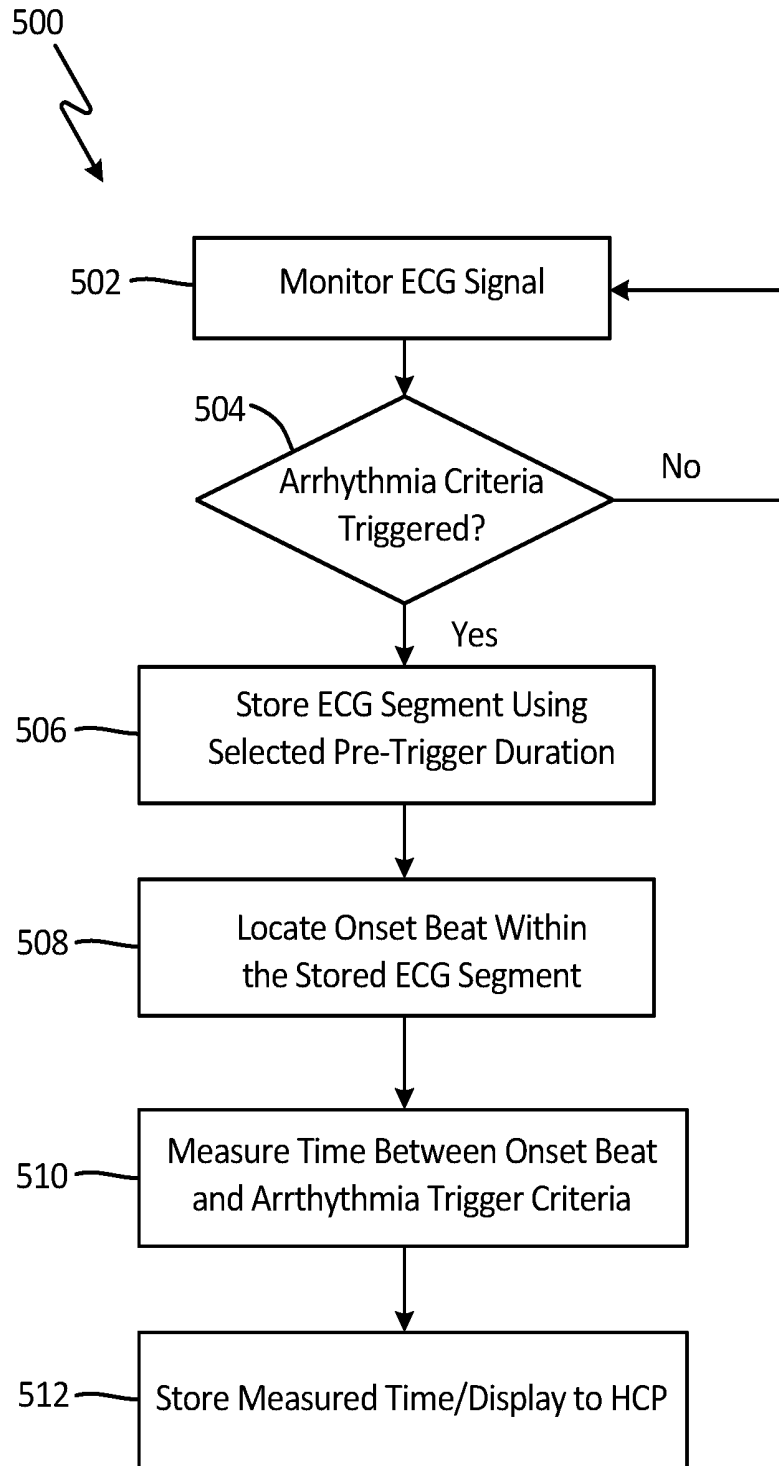 500
502
Monitor ECG Signal
504
Arrhythmia Criteria
Triggered?
No
Yes
506
Store ECG Segment Using
Selected Pre-Trigger Duration
508
Locate Onset Beat Within
the Stored ECG Segment
510
Measure Time Between Onset Beat
and Arrthythmia Trigger Criteria
512
Store Measured Time/Display to HCP